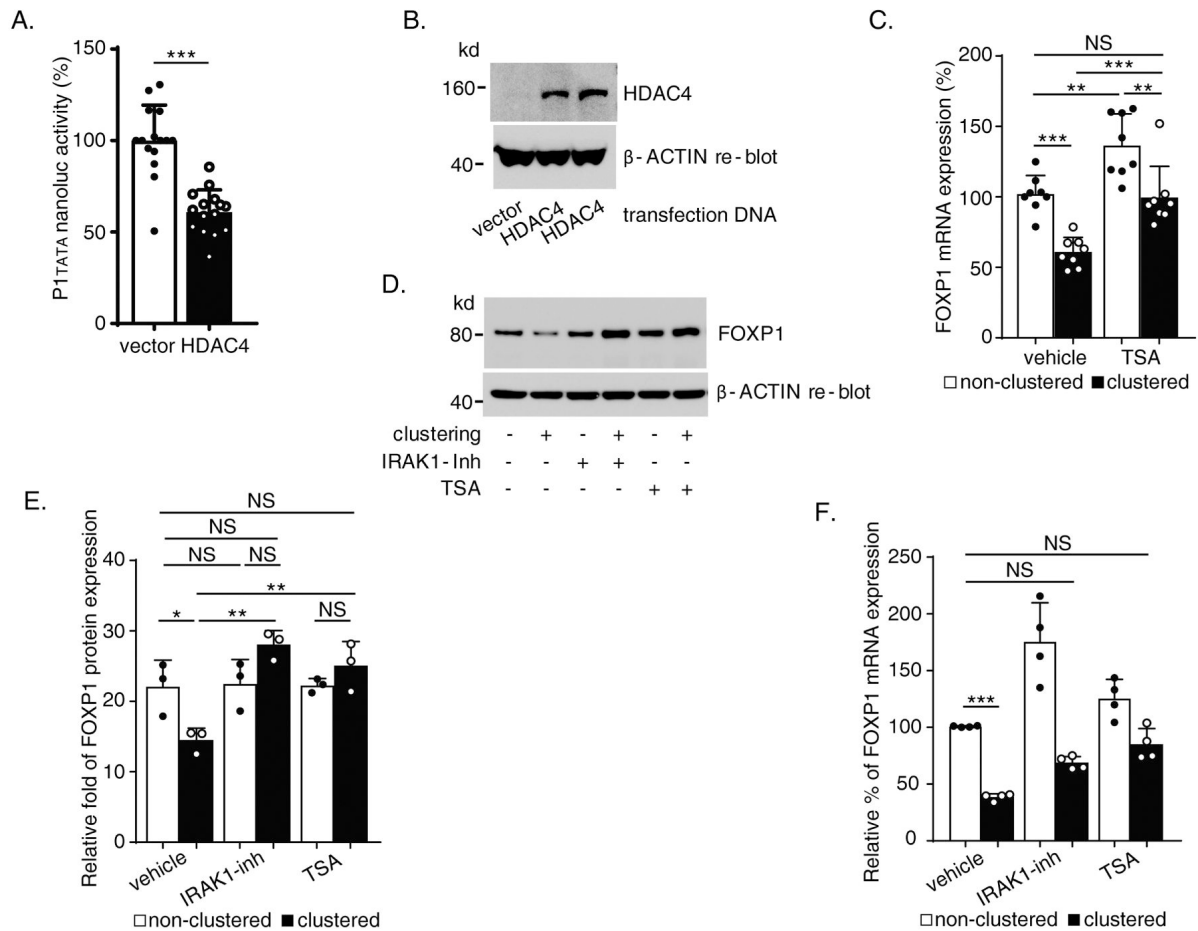 A.
P1TATA nanoluc activity (%)
150
100
50
0
***
vector HDAC4
B.
kd
160
40
HDAC4
β-ACTIN re-blot
vector
HDAC4
HDAC4
transfection DNA
C.
FOXP1 mRNA expression (%)
200
150
100
50
0
NS
***
**
**
***
vehicle
TSA
non-clustered
clustered
D.
kd
80
40
FOXP1
β-ACTIN re-blot
clustering - + - + - +
IRAK1-Inh - - + + - -
TSA - - - - + +
E.
Relative fold of FOXP1 protein expression
40
30
20
10
0
NS
NS
NS
NS
**
*
**
NS
vehicle
IRAK1-inh
TSA
non-clustered
clustered
F.
Relative % of FOXP1 mRNA expression
250
200
150
100
50
0
NS
NS
***
vehicle
IRAK1-inh
TSA
non-clustered
clustered